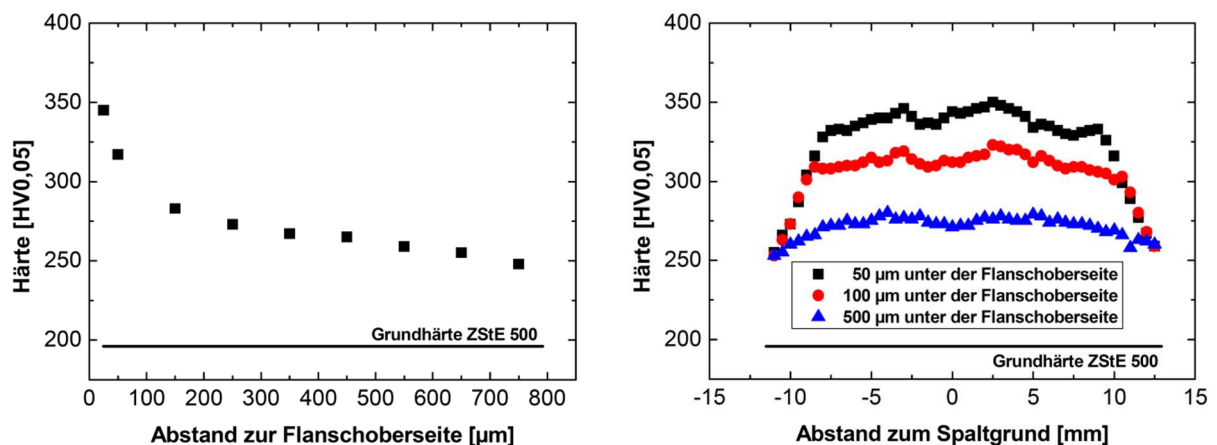 400
350
300
250
200
Härte [HV0,05]
Grundhärte ZStE 500
0 100 200 300 400 500 600 700 800
Abstand zur Flanschoberseite [µm]
400
350
300
250
200
Härte [HV0,05]
50 µm unter der Flanschoberseite
100 µm unter der Flanschoberseite
500 µm unter der Flanschoberseite
Grundhärte ZStE 500
-15 -10 -5 0 5 10 15
Abstand zum Spaltgrund [mm]